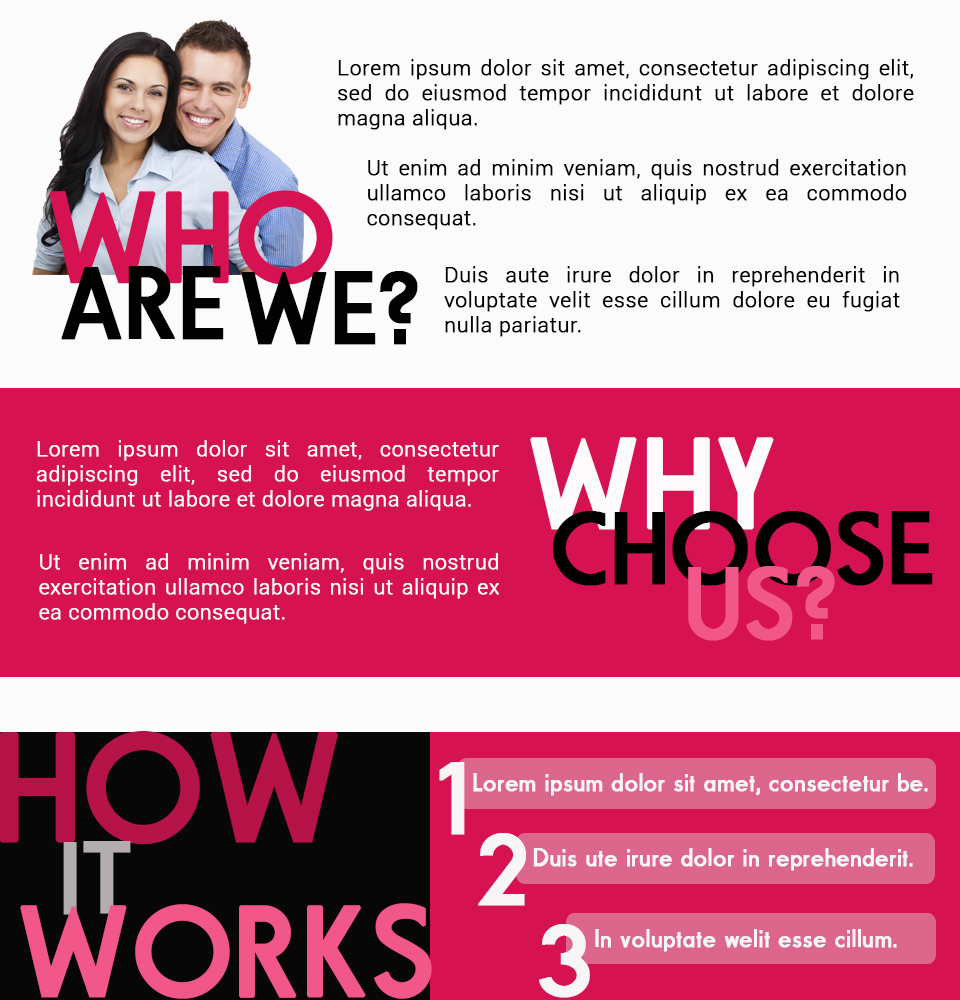 WHO
ARE WE?
Lorem ipsum dolor sit amet, consectetur adipiscing elit,
sed do eiusmod tempor incididunt ut labore et dolore
magna aliqua.
Ut enim ad minim veniam, quis nostrud exercitation
ullamco laboris nisi ut aliquip ex ea commodo
consequat.
Duis aute irure dolor in reprehenderit in
voluptate velit esse cillum dolore eu fugiat
nulla pariatur.
Lorem ipsum dolor sit amet, consectetur
adipiscing elit, sed do eiusmod tempor
incididunt ut labore et dolore magna aliqua.
Ut enim ad minim veniam, quis nostrud
exercitation ullamco laboris nisi ut aliquip ex
ea commodo consequat.
WHY
CHOOSE
US?
HOW
IT
WORKS
1 Lorem ipsum dolor sit amet, consectetur be.
2 Duis ute irure dolor in reprehenderit.
3 In voluptate welit esse cillum.